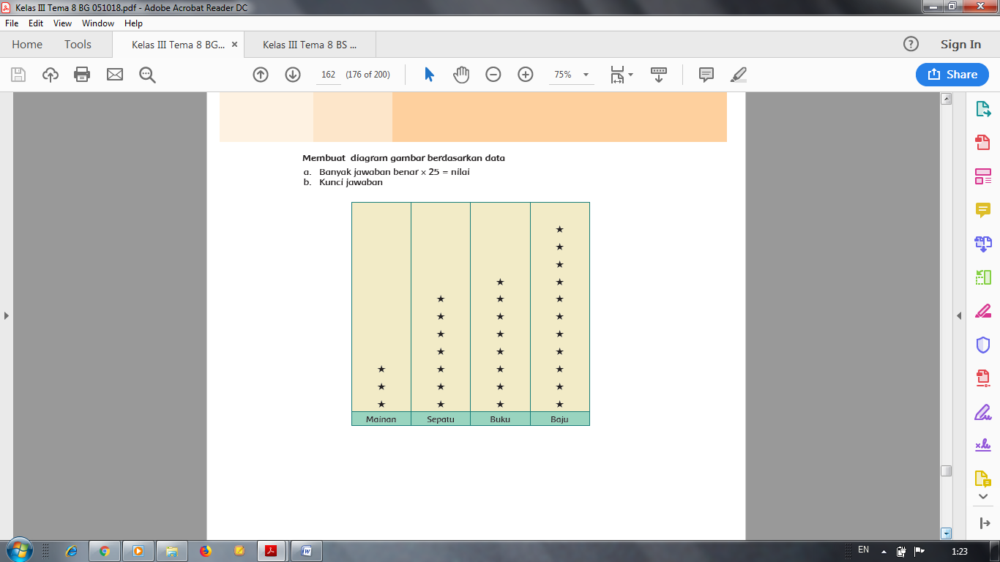 Kelas III Tema 8 BG 051018.pdf - Adobe Acrobat Reader DC
File Edit View Window Help
Home Tools Kelas III Tema 8 BG... × Kelas III Tema 8 BS ... ? Sign In
162 (176 of 200) 75% Share
Membuat diagram gambar berdasarkan data
a. Banyak jawaban benar x 25 = nilai
b. Kunci jawaban
Mainan Sepatu Buku Baju
EN 1:23